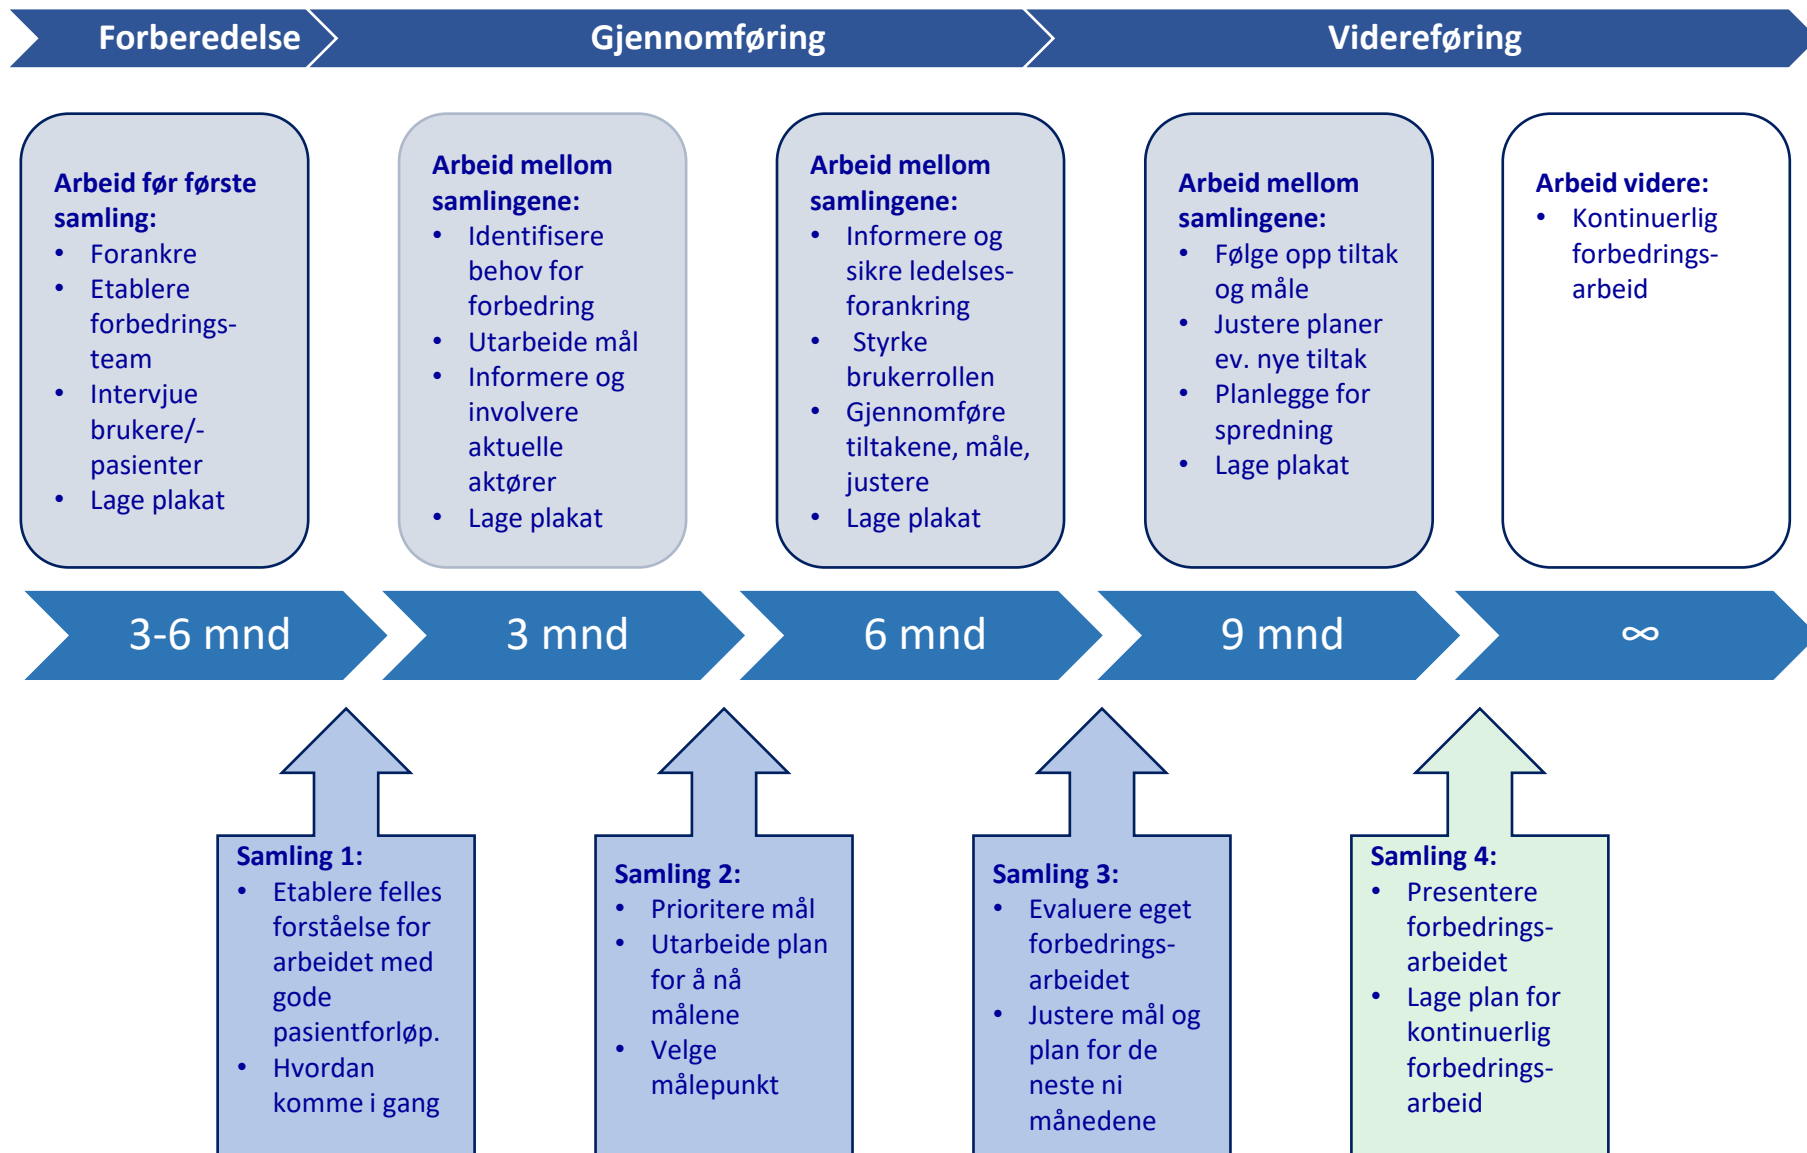 Forberedelse
Gjennomføring
Videreføring
Arbeid før første
samling:
• Forankre
• Etablere
forbedrings-
team
• Intervjue
brukere/-
pasienter
• Lage plakat
Arbeid mellom
samlingene:
• Identifisere
behov for
forbedring
• Utarbeide mål
• Informere og
involvere
aktuelle
aktører
• Lage plakat
Arbeid mellom
samlingene:
• Informere og
sikre ledelses-
forankring
• Styrke
brukerrollen
• Gjennomføre
tiltakene, måle,
justere
• Lage plakat
Arbeid mellom
samlingene:
• Følge opp tiltak
og måle
• Justere planer
ev. nye tiltak
• Planlegge for
spredning
• Lage plakat
Arbeid videre:
• Kontinuerlig
forbedrings-
arbeid
3-6 mnd
3 mnd
6 mnd
9 mnd
∞
Samling 1:
• Etablere felles
forståelse for
arbeidet med
gode
pasientforløp.
• Hvordan
komme i gang
Samling 2:
• Prioritere mål
• Utarbeide plan
for å nå
målene
• Velge
målepunkt
Samling 3:
• Evaluere eget
forbedrings-
arbeidet
• Justere mål og
plan for de
neste ni
månedene
Samling 4:
• Presentere
forbedrings-
arbeidet
• Lage plan for
kontinuerlig
forbedrings-
arbeid